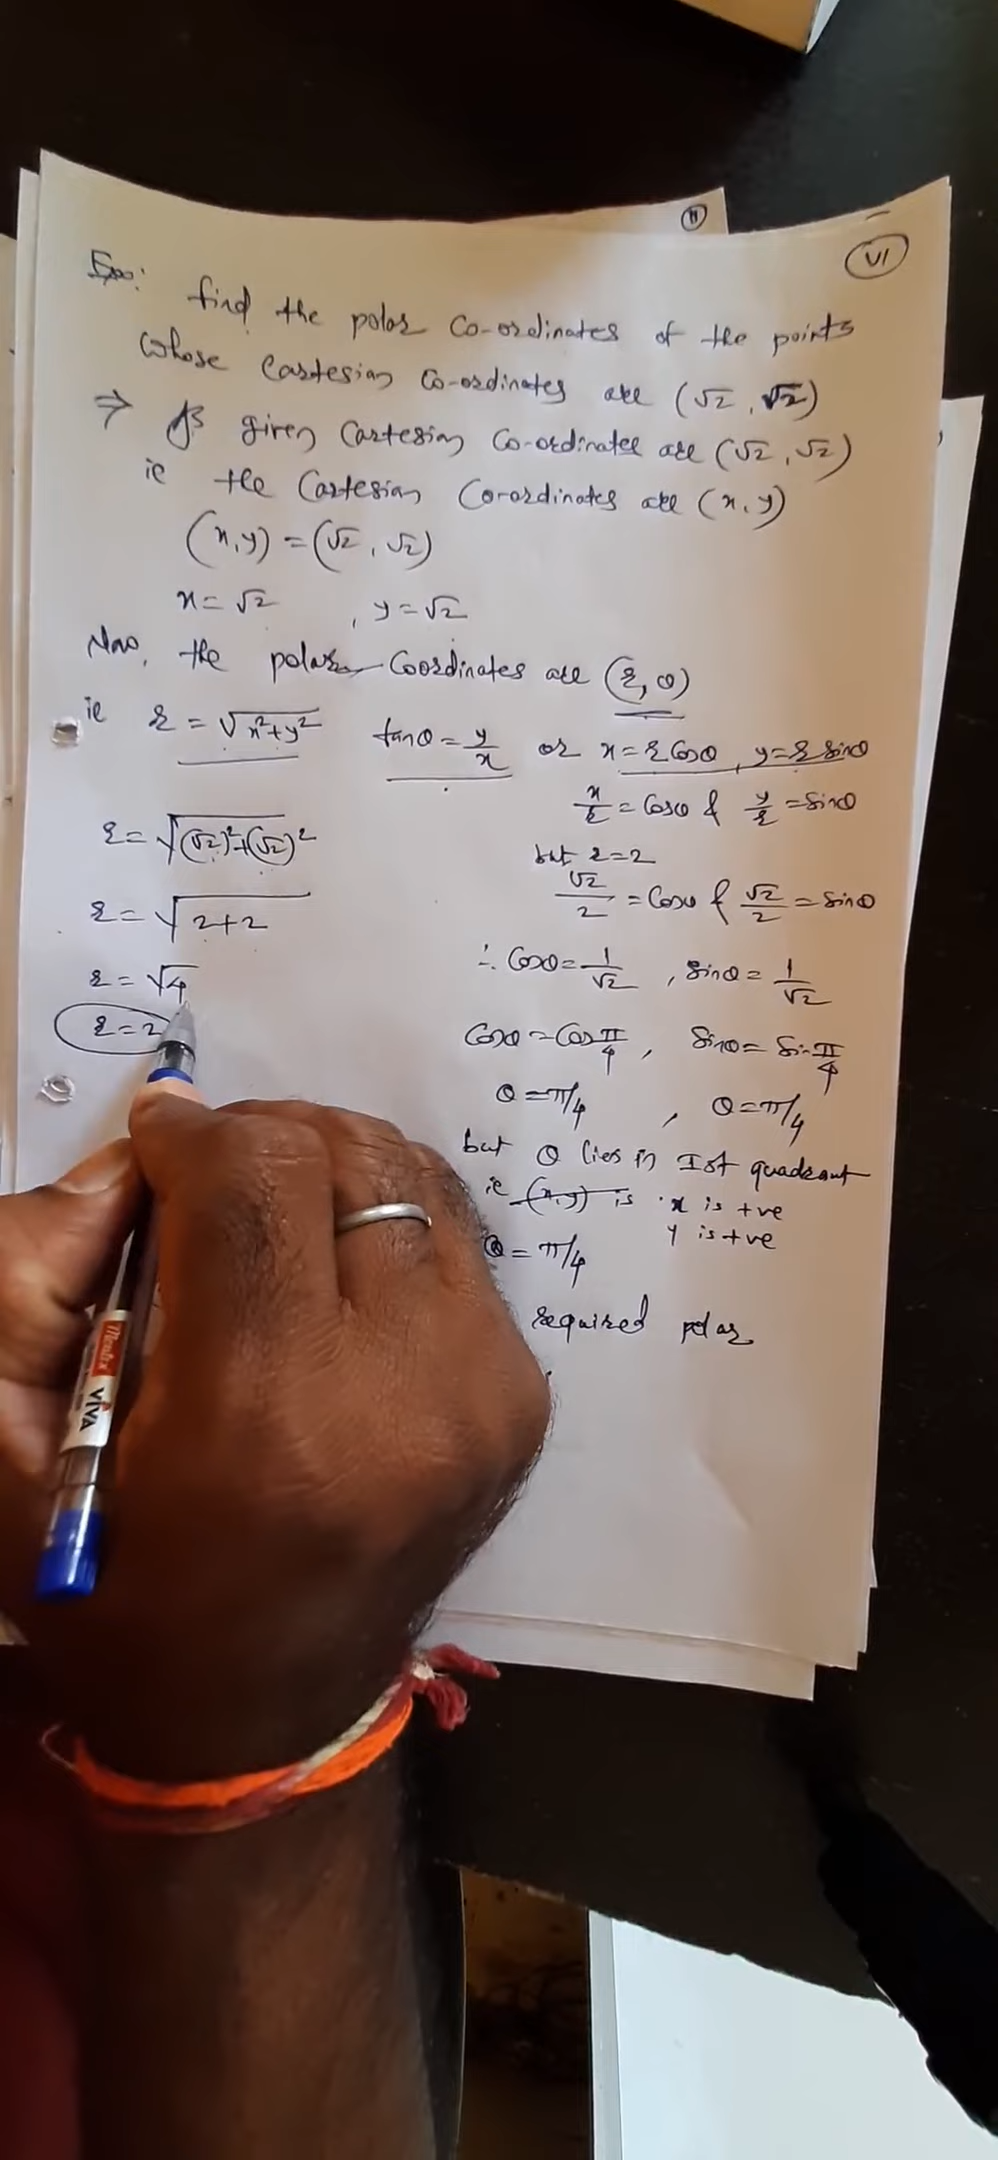 11
VI
Ex: find the polar co-ordinates of the points
whose Cartesian Co-ordinates are (√2, √2)
⇒ As given Cartesian Co-ordinates are (√2, √2)
ie the Cartesian Co-ordinates are (x, y)
(x, y) = (√2, √2)
x = √2 , y = √2
Now, the polar Coordinates are (r, θ)
ie r = √x²+y² tanθ = y/x or x = r Cosθ , y = r Sinθ
x/r = Cosθ & y/r = Sinθ
r = √(√2)²+(√2)²
but r = 2
√2/2 = Cosθ & √2/2 = Sinθ
r = √2+2
∴ Cosθ = 1/√2 , Sinθ = 1/√2
r = √4
r = 2
Cosθ = Cos π/4 , Sinθ = Sin π/4
θ = π/4 , θ = π/4
but θ lies in Ist quadrant
ie (x, y) is x is +ve
y is +ve
θ = π/4
required polar
Mentex VIVA